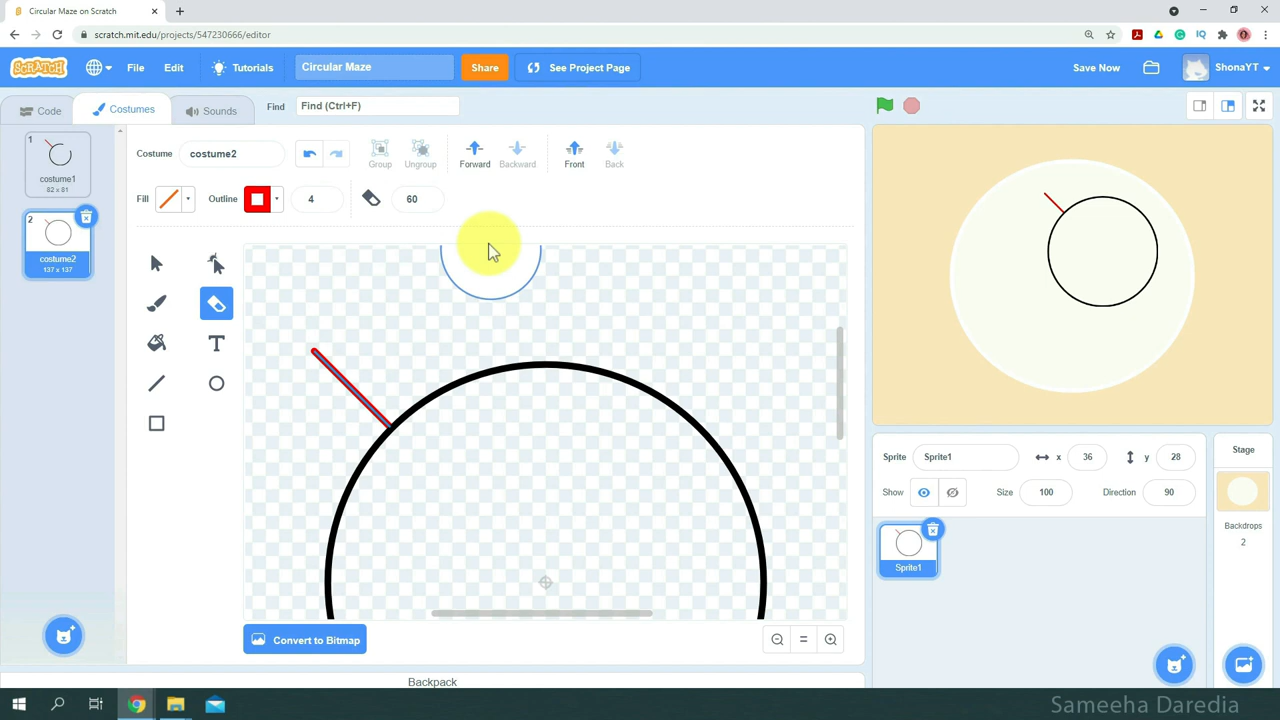 Circular Maze on Scratch
scratch.mit.edu/projects/547230666/editor
SCRATCH
File
Edit
Tutorials
Circular Maze
Share
See Project Page
Save Now
ShonaYT
Code
Costumes
Sounds
Find
Find (Ctrl+F)
1
costume1
82 x 81
2
costume2
137 x 137
Costume
costume2
Group
Ungroup
Forward
Backward
Front
Back
Fill
Outline
4
60
T
Convert to Bitmap
Backpack
Sprite
Sprite1
x
36
y
28
Show
Size
100
Direction
90
Sprite1
Stage
Backdrops
2
Sameeha Daredia